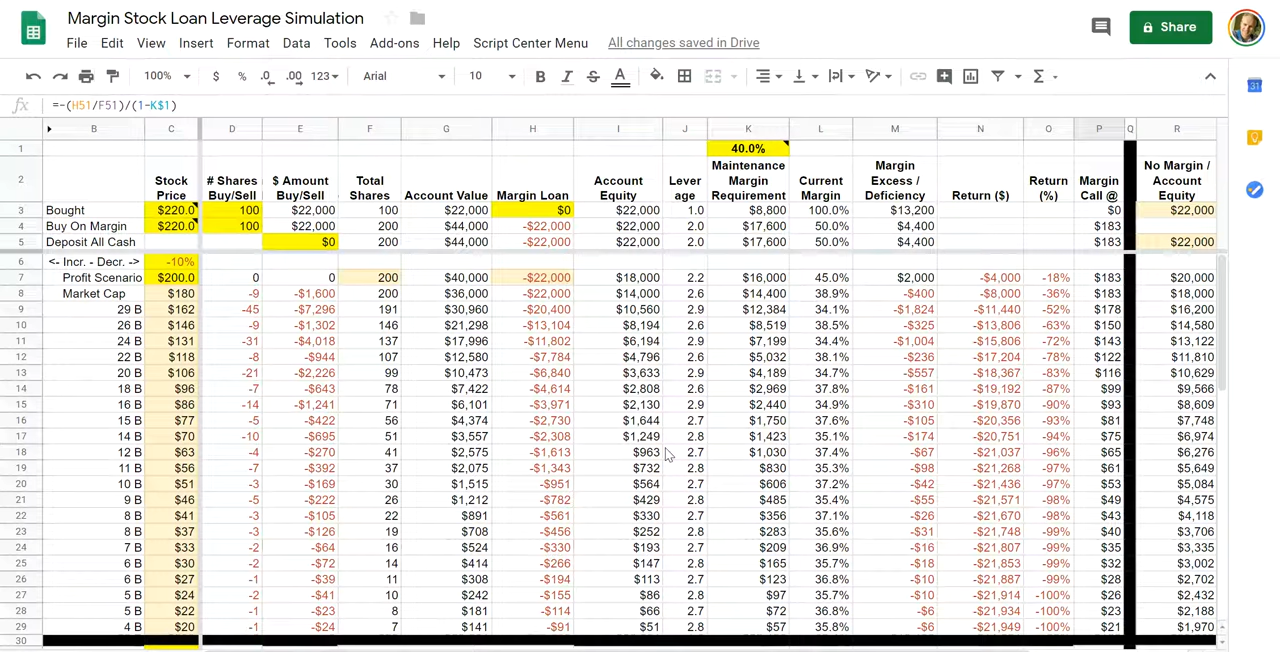 Margin Stock Loan Leverage Simulation
File Edit View Insert Format Data Tools Add-ons Help Script Center Menu All changes saved in Drive
Share
100% $ % .0 .00 123 Arial 10 B I S A
fx =-(H51/F51)/(1-K$1)
B C D E F G H I J K L M N O P Q R
1 40.0%
2 Stock Price # Shares Buy/Sell $ Amount Buy/Sell Total Shares Account Value Margin Loan Account Equity Lever age Maintenance Margin Requirement Current Margin Margin Excess / Deficiency Return ($) Return (%) Margin Call @ No Margin / Account Equity
3 Bought $220.0 100 $22,000 100 $22,000 $0 $22,000 1.0 $8,800 100.0% $13,200 $0 $22,000
4 Buy On Margin $220.0 100 $22,000 200 $44,000 -$22,000 $22,000 2.0 $17,600 50.0% $4,400 $183
5 Deposit All Cash $0 200 $44,000 -$22,000 $22,000 2.0 $17,600 50.0% $4,400 $183 $22,000
6 <- Incr. - Decr. -> -10%
7 Profit Scenario $200.0 0 0 200 $40,000 -$22,000 $18,000 2.2 $16,000 45.0% $2,000 -$4,000 -18% $183 $20,000
8 Market Cap $180 -9 -$1,600 200 $36,000 -$22,000 $14,000 2.6 $14,400 38.9% -$400 -$8,000 -36% $183 $18,000
9 29 B $162 -45 -$7,296 191 $30,960 -$20,400 $10,560 2.9 $12,384 34.1% -$1,824 -$11,440 -52% $178 $16,200
10 26 B $146 -9 -$1,302 146 $21,298 -$13,104 $8,194 2.6 $8,519 38.5% -$325 -$13,806 -63% $150 $14,580
11 24 B $131 -31 -$4,018 137 $17,996 -$11,802 $6,194 2.9 $7,199 34.4% -$1,004 -$15,806 -72% $143 $13,122
12 22 B $118 -8 -$944 107 $12,580 -$7,784 $4,796 2.6 $5,032 38.1% -$236 -$17,204 -78% $122 $11,810
13 20 B $106 -21 -$2,226 99 $10,473 -$6,840 $3,633 2.9 $4,189 34.7% -$557 -$18,367 -83% $116 $10,629
14 18 B $96 -7 -$643 78 $7,422 -$4,614 $2,808 2.6 $2,969 37.8% -$161 -$19,192 -87% $99 $9,566
15 16 B $86 -14 -$1,241 71 $6,101 -$3,971 $2,130 2.9 $2,440 34.9% -$310 -$19,870 -90% $93 $8,609
16 15 B $77 -5 -$422 56 $4,374 -$2,730 $1,644 2.7 $1,750 37.6% -$105 -$20,356 -93% $81 $7,748
17 14 B $70 -10 -$695 51 $3,557 -$2,308 $1,249 2.8 $1,423 35.1% -$174 -$20,751 -94% $75 $6,974
18 12 B $63 -4 -$270 41 $2,575 -$1,613 $963 2.7 $1,030 37.4% -$67 -$21,037 -96% $65 $6,276
19 11 B $56 -7 -$392 37 $2,075 -$1,343 $732 2.8 $830 35.3% -$98 -$21,268 -97% $61 $5,649
20 10 B $51 -3 -$169 30 $1,515 -$951 $564 2.7 $606 37.2% -$42 -$21,436 -97% $53 $5,084
21 9 B $46 -5 -$222 26 $1,212 -$782 $429 2.8 $485 35.4% -$55 -$21,571 -98% $49 $4,575
22 8 B $41 -3 -$105 22 $891 -$561 $330 2.7 $356 37.1% -$26 -$21,670 -98% $43 $4,118
23 8 B $37 -3 -$126 19 $708 -$456 $252 2.8 $283 35.6% -$31 -$21,748 -99% $40 $3,706
24 7 B $33 -2 -$64 16 $524 -$330 $193 2.7 $209 36.9% -$16 -$21,807 -99% $35 $3,335
25 6 B $30 -2 -$72 14 $414 -$266 $147 2.8 $165 35.7% -$18 -$21,853 -99% $32 $3,002
26 6 B $27 -1 -$39 11 $308 -$194 $113 2.7 $123 36.8% -$10 -$21,887 -99% $28 $2,702
27 5 B $24 -2 -$41 10 $242 -$155 $86 2.8 $97 35.7% -$10 -$21,914 -100% $26 $2,432
28 5 B $22 -1 -$23 8 $181 -$114 $66 2.7 $72 36.8% -$6 -$21,934 -100% $23 $2,188
29 4 B $20 -1 -$24 7 $141 -$91 $51 2.8 $57 35.8% -$6 -$21,949 -100% $21 $1,970
30
31